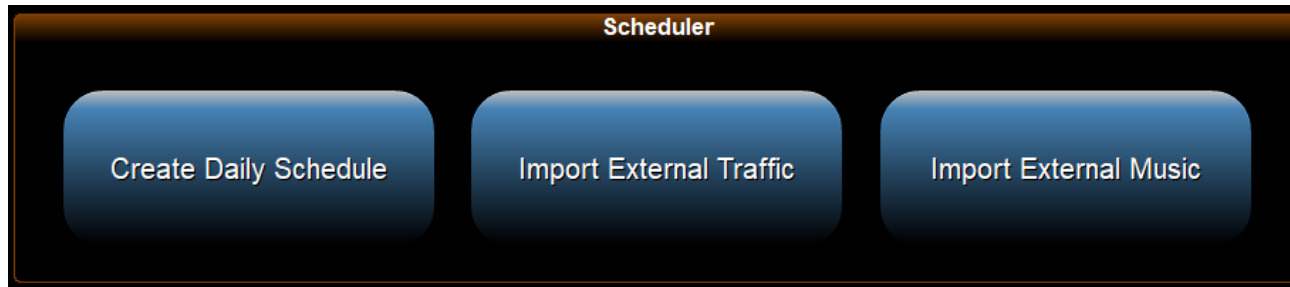 Scheduler
Create Daily Schedule
Import External Traffic
Import External Music